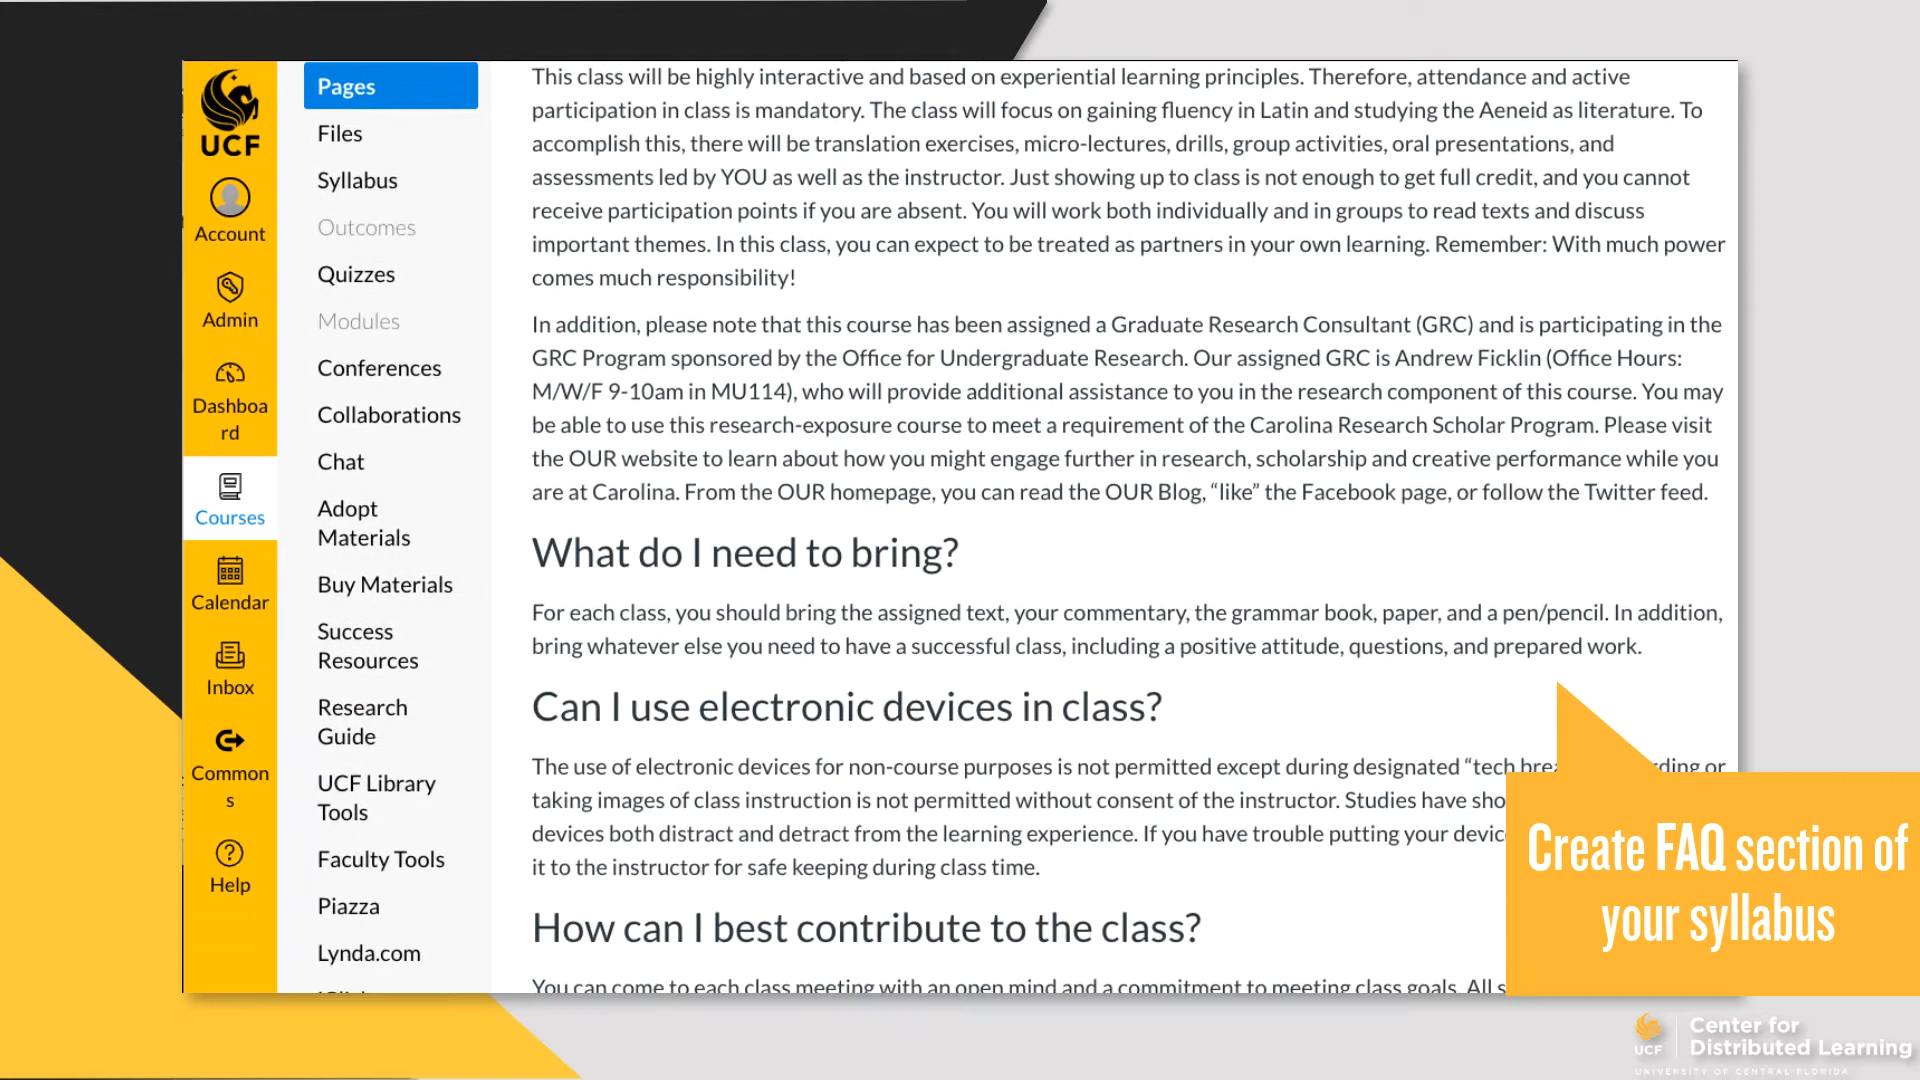 UCF
Account
Admin
Dashboa
rd
Courses
Calendar
Inbox
Common
s
Help
Pages
Files
Syllabus
Outcomes
Quizzes
Modules
Conferences
Collaborations
Chat
Adopt
Materials
Buy Materials
Success
Resources
Research
Guide
UCF Library
Tools
Faculty Tools
Piazza
Lynda.com
This class will be highly interactive and based on experiential learning principles. Therefore, attendance and active
participation in class is mandatory. The class will focus on gaining fluency in Latin and studying the Aeneid as literature. To
accomplish this, there will be translation exercises, micro-lectures, drills, group activities, oral presentations, and
assessments led by YOU as well as the instructor. Just showing up to class is not enough to get full credit, and you cannot
receive participation points if you are absent. You will work both individually and in groups to read texts and discuss
important themes. In this class, you can expect to be treated as partners in your own learning. Remember: With much power
comes much responsibility!
In addition, please note that this course has been assigned a Graduate Research Consultant (GRC) and is participating in the
GRC Program sponsored by the Office for Undergraduate Research. Our assigned GRC is Andrew Ficklin (Office Hours:
M/W/F 9-10am in MU114), who will provide additional assistance to you in the research component of this course. You may
be able to use this research-exposure course to meet a requirement of the Carolina Research Scholar Program. Please visit
the OUR website to learn about how you might engage further in research, scholarship and creative performance while you
are at Carolina. From the OUR homepage, you can read the OUR Blog, “like” the Facebook page, or follow the Twitter feed.
What do I need to bring?
For each class, you should bring the assigned text, your commentary, the grammar book, paper, and a pen/pencil. In addition,
bring whatever else you need to have a successful class, including a positive attitude, questions, and prepared work.
Can I use electronic devices in class?
The use of electronic devices for non-course purposes is not permitted except during designated “tech or
taking images of class instruction is not permitted without consent of the instructor. Studies have
devices both distract and detract from the learning experience. If you have trouble putting your
it to the instructor for safe keeping during class time.
How can I best contribute to the class?
You can come to each class meeting with an open mind and a commitment to meeting class goals. All
Create FAQ section of
your syllabus
UCF
Center for
Distributed Learning
UNIVERSITY OF CENTRAL FLORIDA